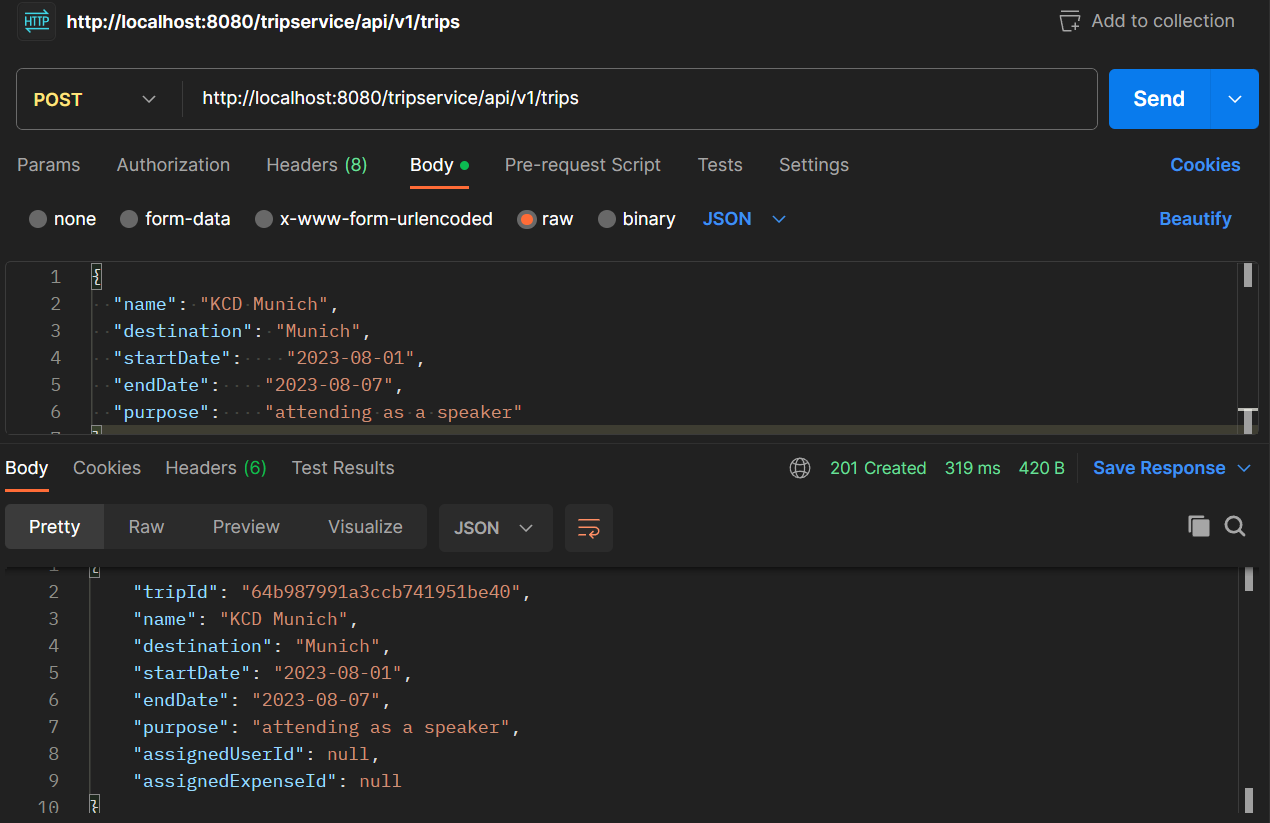 HTTP http://localhost:8080/tripservice/api/v1/trips Add to collection
POST http://localhost:8080/tripservice/api/v1/trips Send
Params Authorization Headers (8) Body Pre-request Script Tests Settings Cookies
none form-data x-www-form-urlencoded raw binary JSON Beautify
1 {
2 "name": "KCD Munich",
3 "destination": "Munich",
4 "startDate": "2023-08-01",
5 "endDate": "2023-08-07",
6 "purpose": "attending as a speaker"
7 }
Body Cookies Headers (6) Test Results 201 Created 319 ms 420 B Save Response
Pretty Raw Preview Visualize JSON
1 {
2 "tripId": "64b987991a3ccb741951be40",
3 "name": "KCD Munich",
4 "destination": "Munich",
5 "startDate": "2023-08-01",
6 "endDate": "2023-08-07",
7 "purpose": "attending as a speaker",
8 "assignedUserId": null,
9 "assignedExpenseId": null
10 }